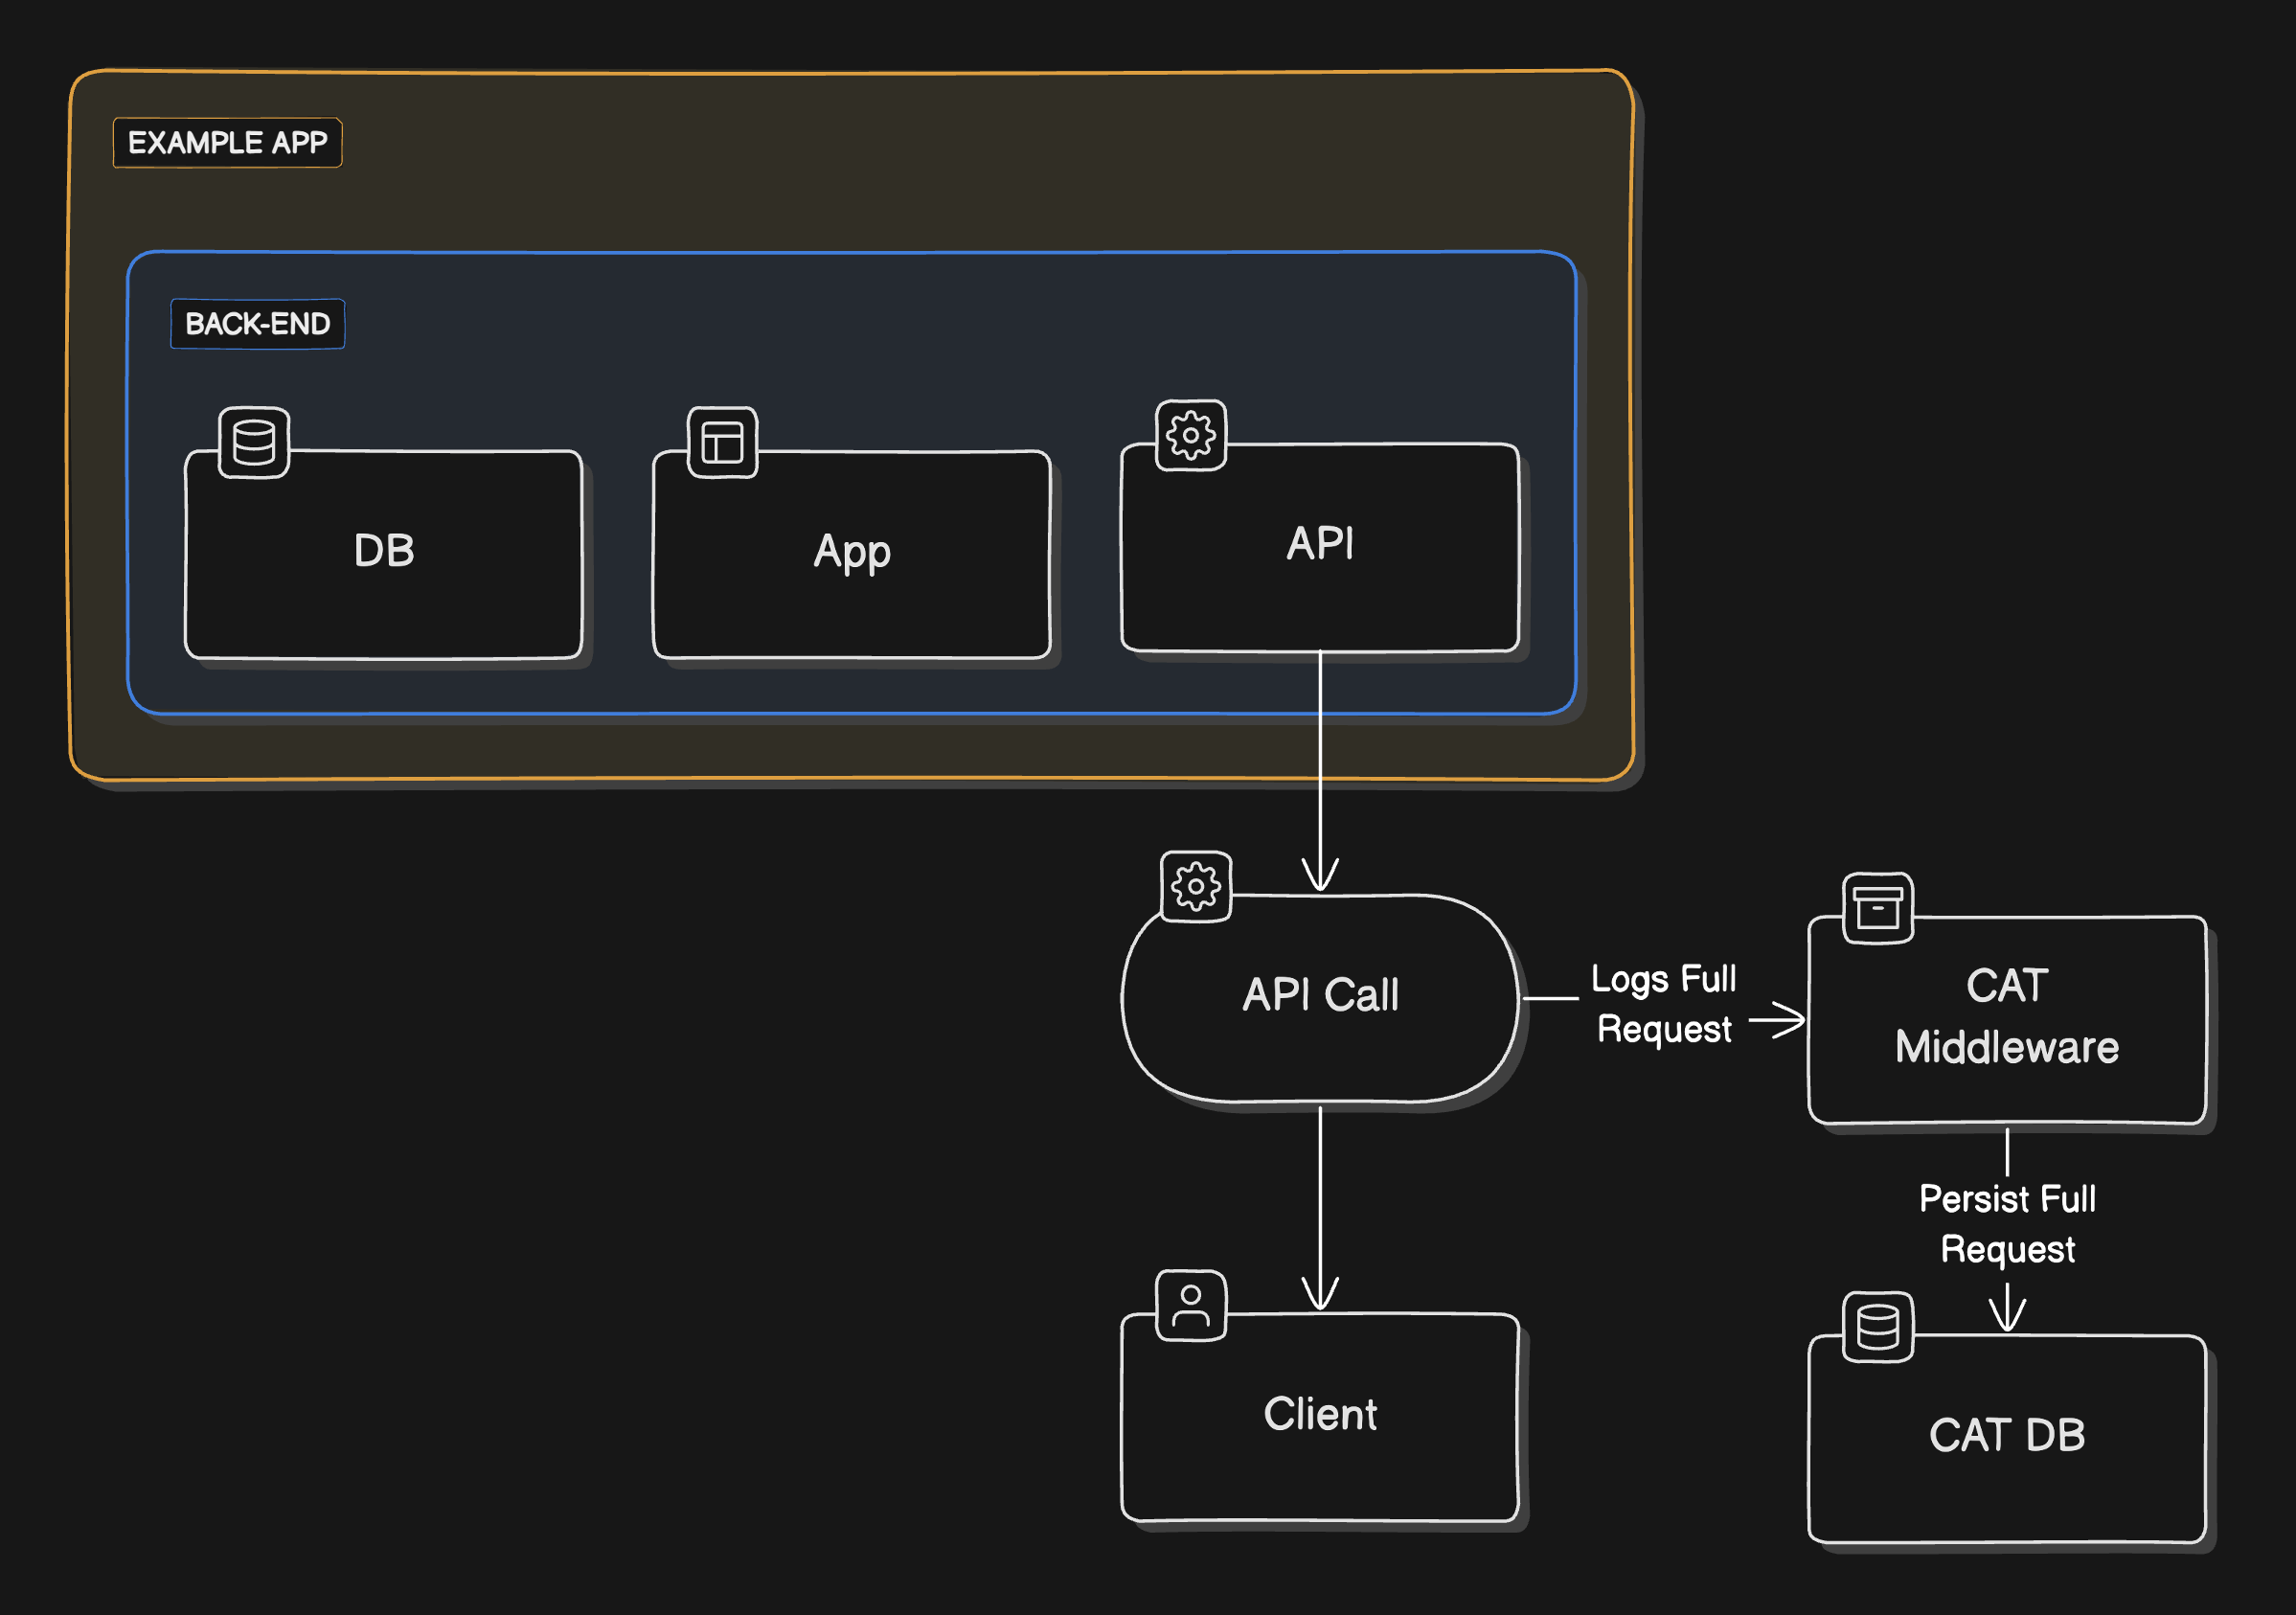 EXAMPLE APP
BACK-END
DB
App
API
API Call
Logs Full
Request
CAT
Middleware
Persist Full
Request
Client
CAT DB